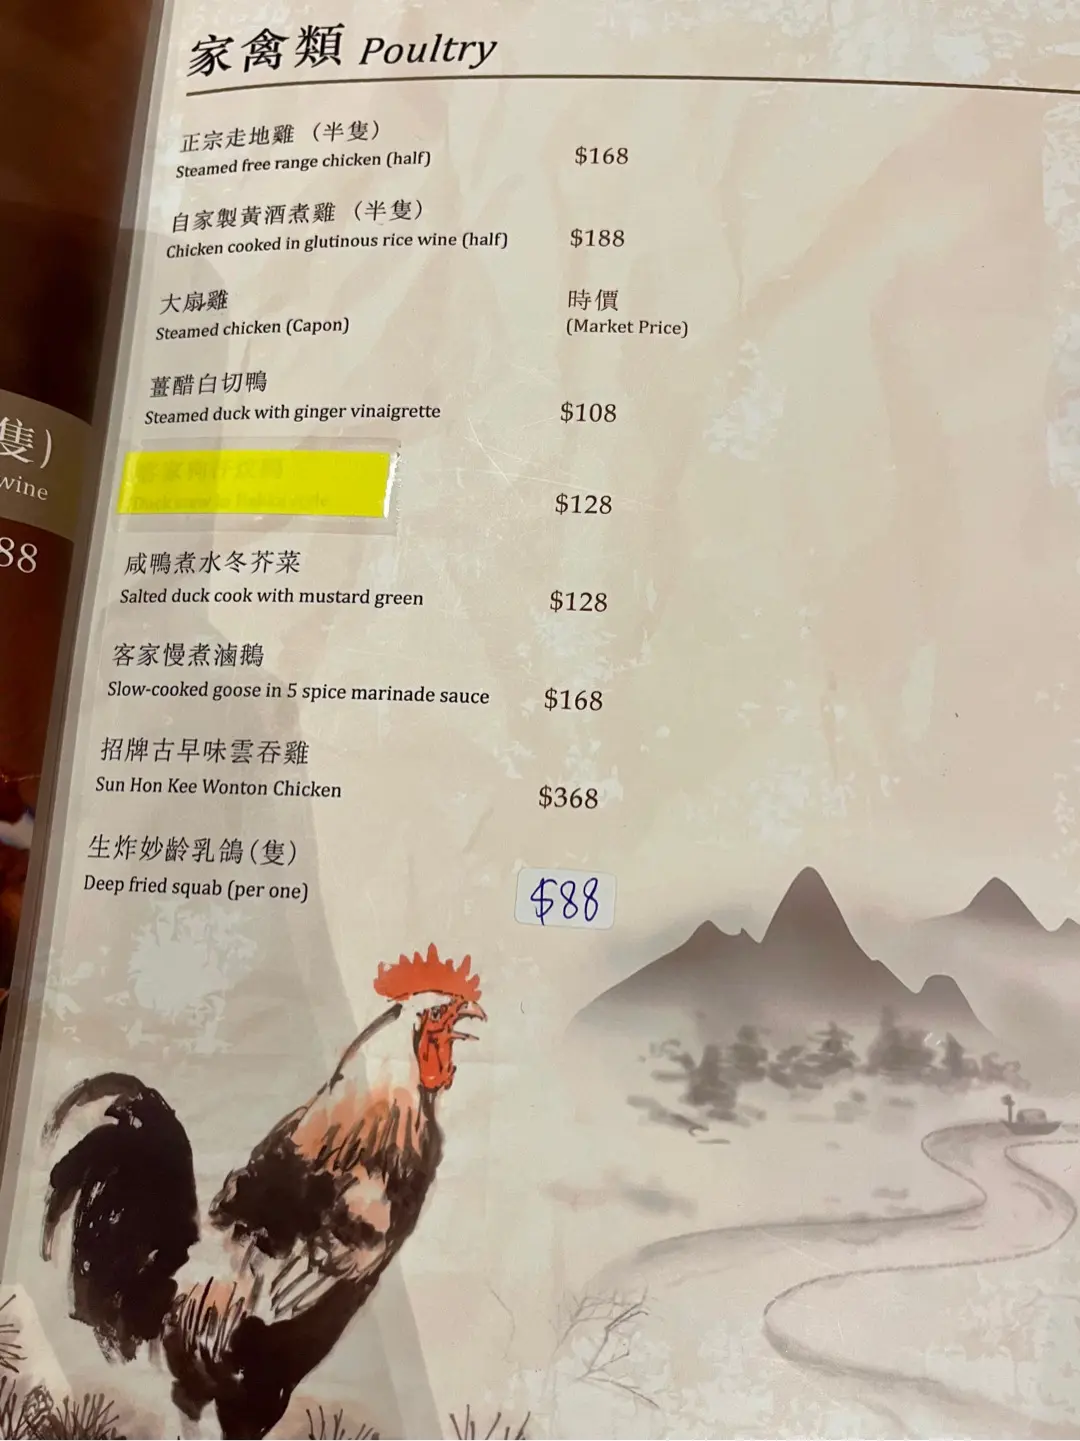 家禽類 Poultry
正宗走地雞（半隻）
Steamed free range chicken (half)
$168
自家製黃酒煮雞（半隻）
Chicken cooked in glutinous rice wine (half)
$188
大扇雞
Steamed chicken (Capon)
時價
(Market Price)
薑醋白切鴨
Steamed duck with ginger vinaigrette
$108
$128
咸鴨煮水冬芥菜
Salted duck cook with mustard green
$128
客家慢煮滷鵝
Slow-cooked goose in 5 spice marinade sauce
$168
招牌古早味雲吞雞
Sun Hon Kee Wonton Chicken
$368
生炸妙齡乳鴿(隻)
Deep fried squab (per one)
$88
隻)
wine
88